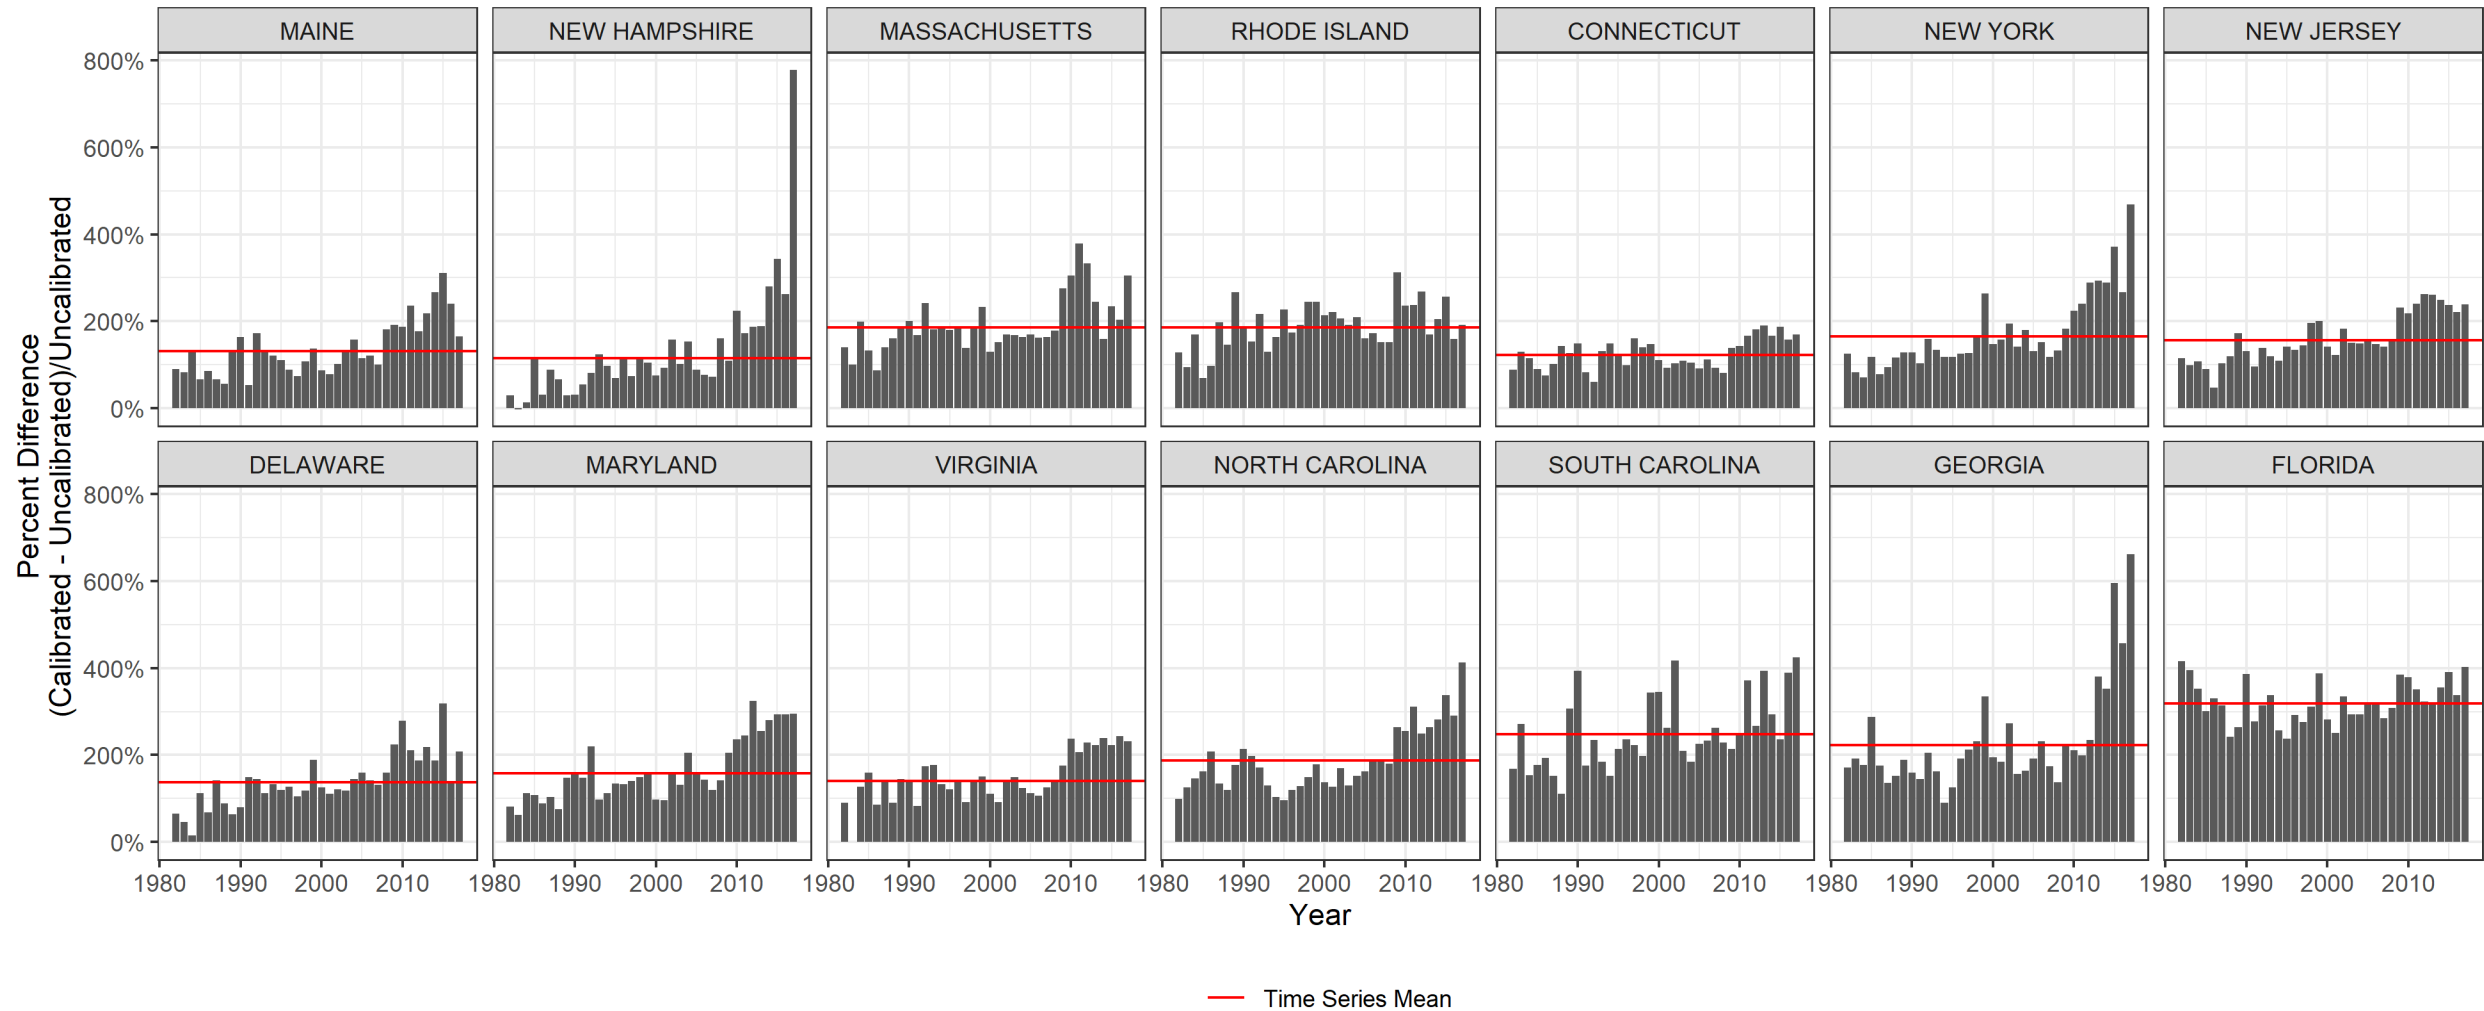 MAINE NEW HAMPSHIRE MASSACHUSETTS RHODE ISLAND CONNECTICUT NEW YORK NEW JERSEY
800%
600%
400%
200%
0%
Percent Difference
(Calibrated - Uncalibrated)/Uncalibrated
DELAWARE MARYLAND VIRGINIA NORTH CAROLINA SOUTH CAROLINA GEORGIA FLORIDA
800%
600%
400%
200%
0%
1980 1990 2000 2010 1980 1990 2000 2010 1980 1990 2000 2010 1980 1990 2000 2010 1980 1990 2000 2010 1980 1990 2000 2010 1980 1990 2000 2010
Year
Time Series Mean